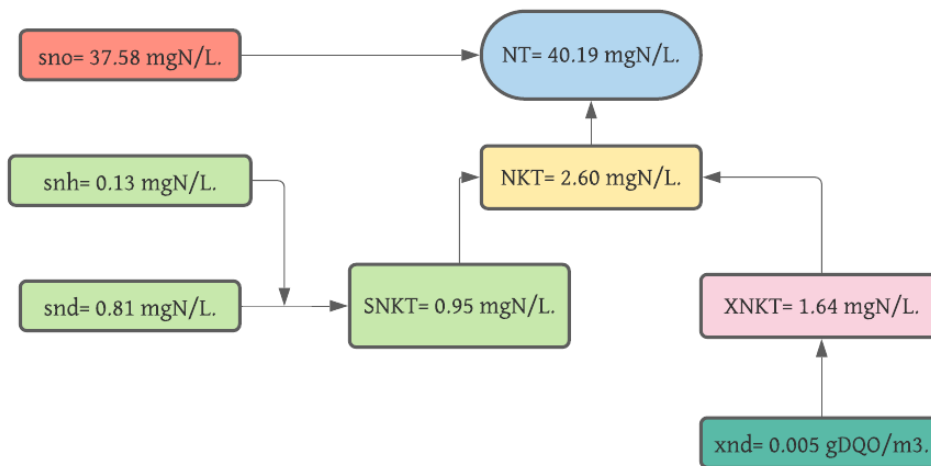 sno= 37.58 mgN/L.
NT= 40.19 mgN/L.
snh= 0.13 mgN/L.
NKT= 2.60 mgN/L.
snd= 0.81 mgN/L.
SNKT= 0.95 mgN/L.
XNKT= 1.64 mgN/L.
xnd= 0.005 gDQO/m3.